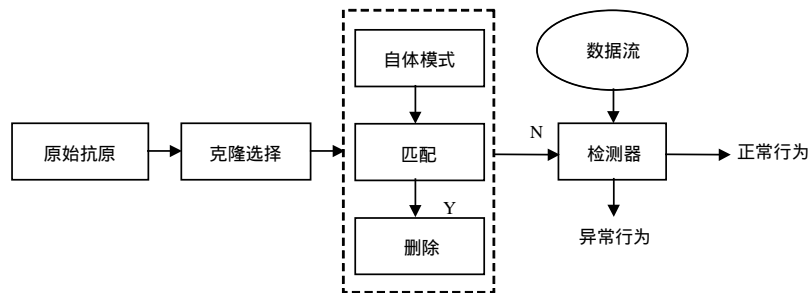 自体模式
数据流
原始抗原
克隆选择
匹配
N
检测器
正常行为
Y
删除
异常行为